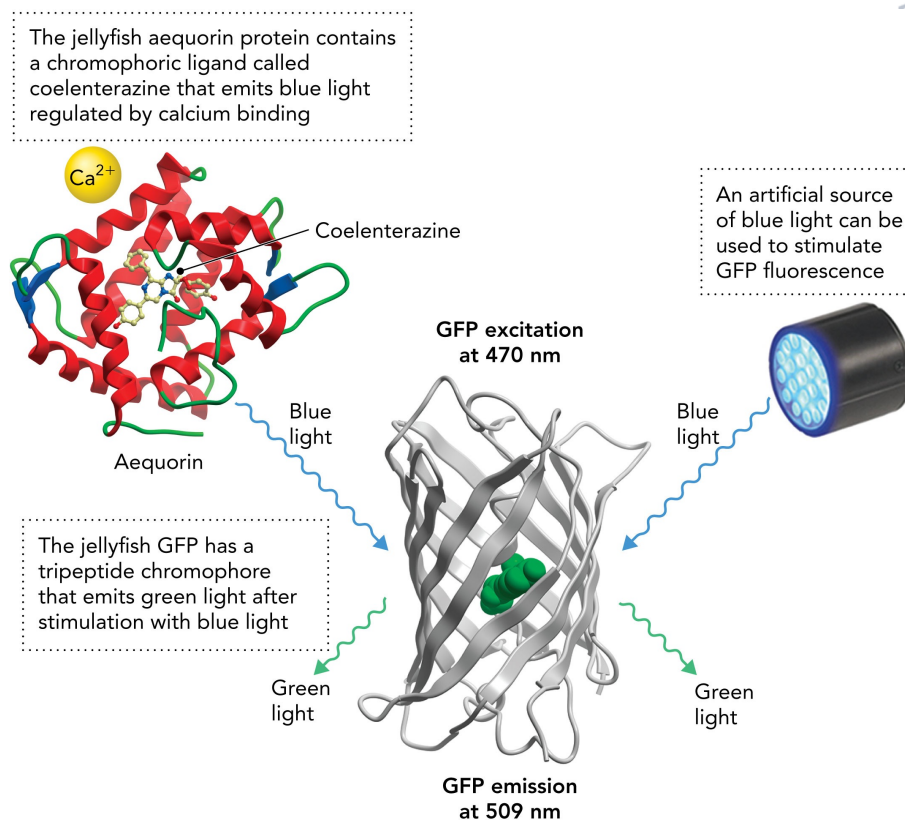 The jellyfish aequorin protein contains
a chromophoric ligand called
coelenterazine that emits blue light
regulated by calcium binding
Ca2+
Coelenterazine
An artificial source
of blue light can be
used to stimulate
GFP fluorescence
GFP excitation
at 470 nm
Blue
light
Blue
light
Aequorin
The jellyfish GFP has a
tripeptide chromophore
that emits green light after
stimulation with blue light
Green
light
Green
light
GFP emission
at 509 nm